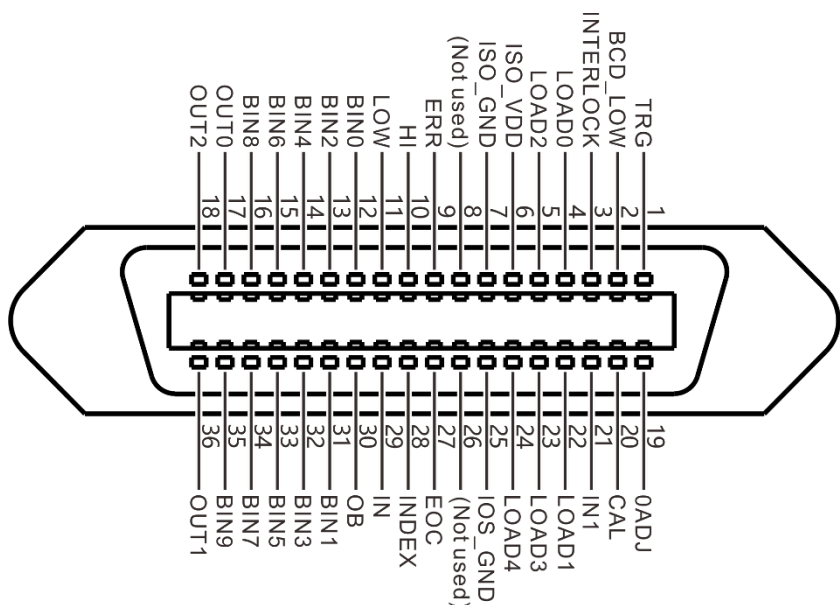 TRG 1
BCD_LOW 2
INTERLOCK 3
LOAD0 4
LOAD2 5
ISO_VDD 6
ISO_GND 7
(Not used) 8
ERR 9
HI 10
LOW 11
BIN0 12
BIN2 13
BIN4 14
BIN6 15
BIN8 16
OUT0 17
OUT2 18
19 0ADJ
20 CAL
21 IN1
22 LOAD1
23 LOAD3
24 LOAD4
25 IOS_GND
26 (Not used)
27 EOC
28 INDEX
29 IN
30 OB
31 BIN1
32 BIN3
33 BIN5
34 BIN7
35 BIN9
36 OUT1